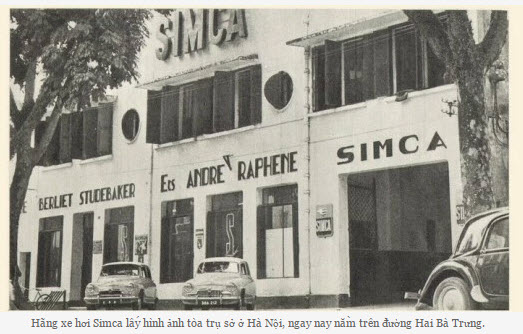 SIMCA
BERLIET STUDEBAKER
Ets ANDRÉ RAPHENE
SIMCA
Hãng xe hơi Simca lấy hình ảnh tòa trụ sở ở Hà Nội, ngay nay nằm trên đường Hai Bà Trưng.